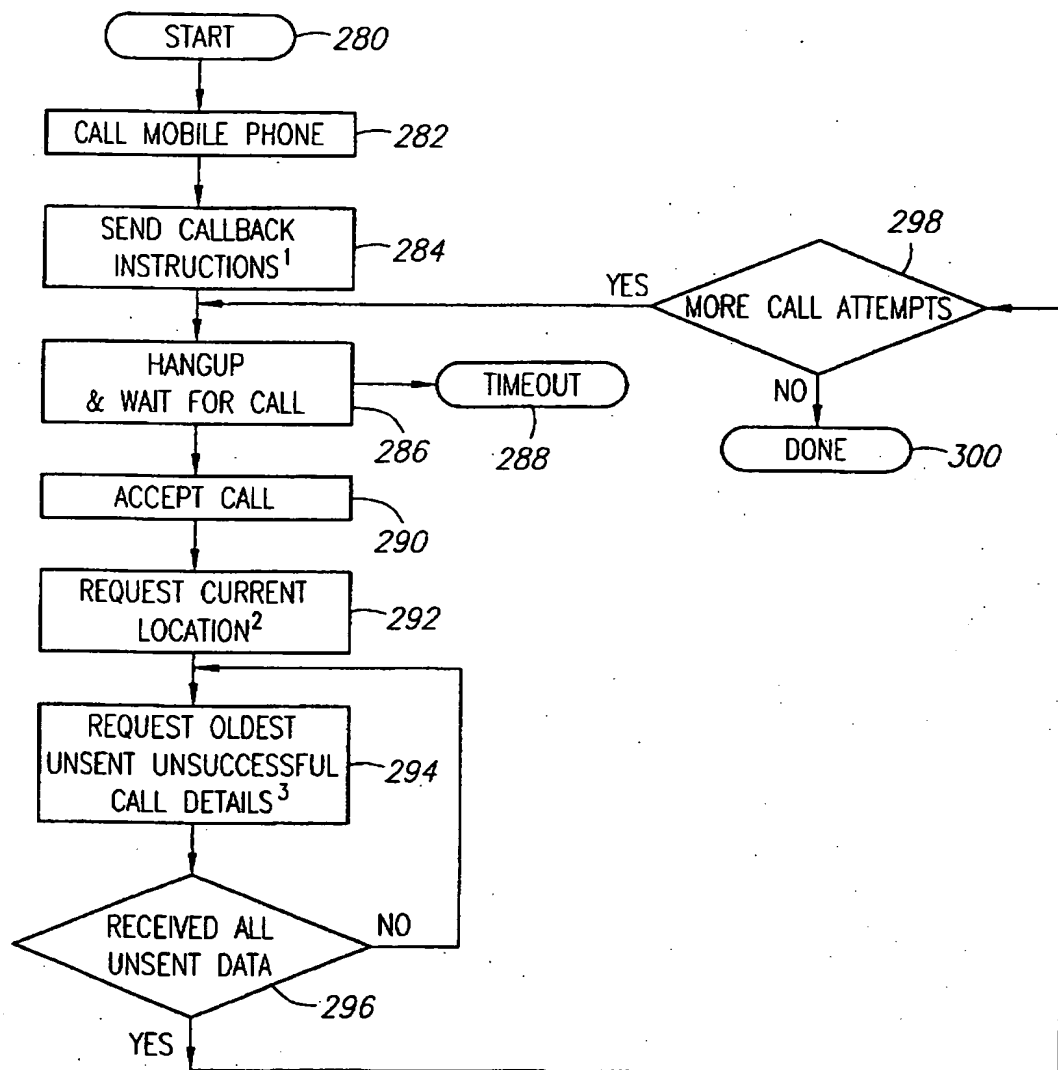 START
280
CALL MOBILE PHONE
282
SEND CALLBACK
INSTRUCTIONS¹
284
298
YES
MORE CALL ATTEMPTS
HANGUP
& WAIT FOR CALL
286
TIMEOUT
288
NO
DONE
300
ACCEPT CALL
290
REQUEST CURRENT
LOCATION²
292
REQUEST OLDEST
UNSENT UNSUCCESSFUL
CALL DETAILS³
294
RECEIVED ALL
UNSENT DATA
NO
296
YES